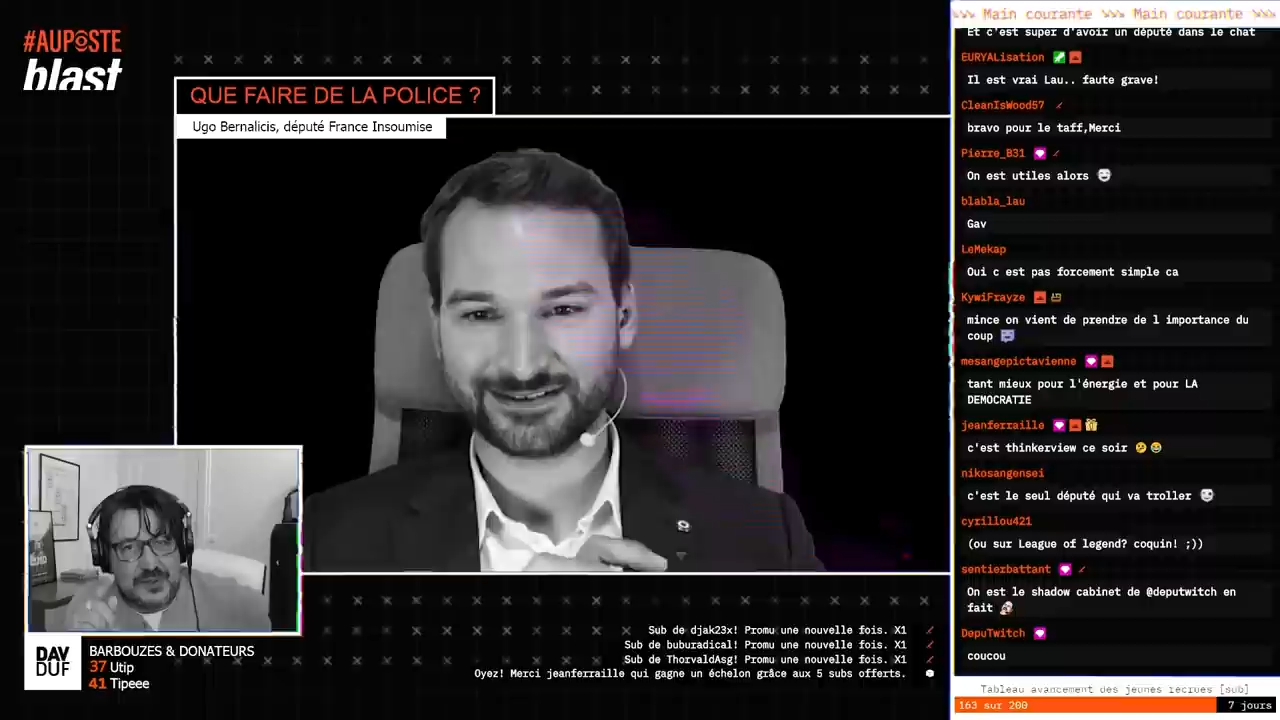 #AUPOSTE
blast
QUE FAIRE DE LA POLICE ?
Ugo Bernalicis, député France Insoumise
DAV
DUF
BARBOUZES & DONATEURS
37 Utip
41 Tipeee
Sub de djak23x! Promu une nouvelle fois. X1
Sub de buburadical! Promu une nouvelle fois. X1
Sub de ThorvaldAsg! Promu une nouvelle fois. X1
Oyez! Merci jeanferraille qui gagne un échelon grâce aux 5 subs offerts.
>>> Main courante >>> Main courante >>>
Et c'est super d'avoir un député dans le chat
EURYALisation
Il est vrai Lau.. faute grave!
CleanIsWood57
bravo pour le taff,Merci
Pierre_B31
On est utiles alors
blabla_lau
Gav
LeMekap
Oui c est pas forcement simple ca
KywiFrayze
mince on vient de prendre de l importance du
coup
mesangepictavienne
tant mieux pour l'énergie et pour LA
DEMOCRATIE
jeanferraille
c'est thinkerview ce soir
nikosangensei
c'est le seul député qui va troller
cyrillou421
(ou sur League of legend? coquin! ;))
sentierbattant
On est le shadow cabinet de @deputwitch en
fait
DepuTwitch
coucou
Tableau avancement des jeunes recrues [sub]
163 sur 200
7 jours